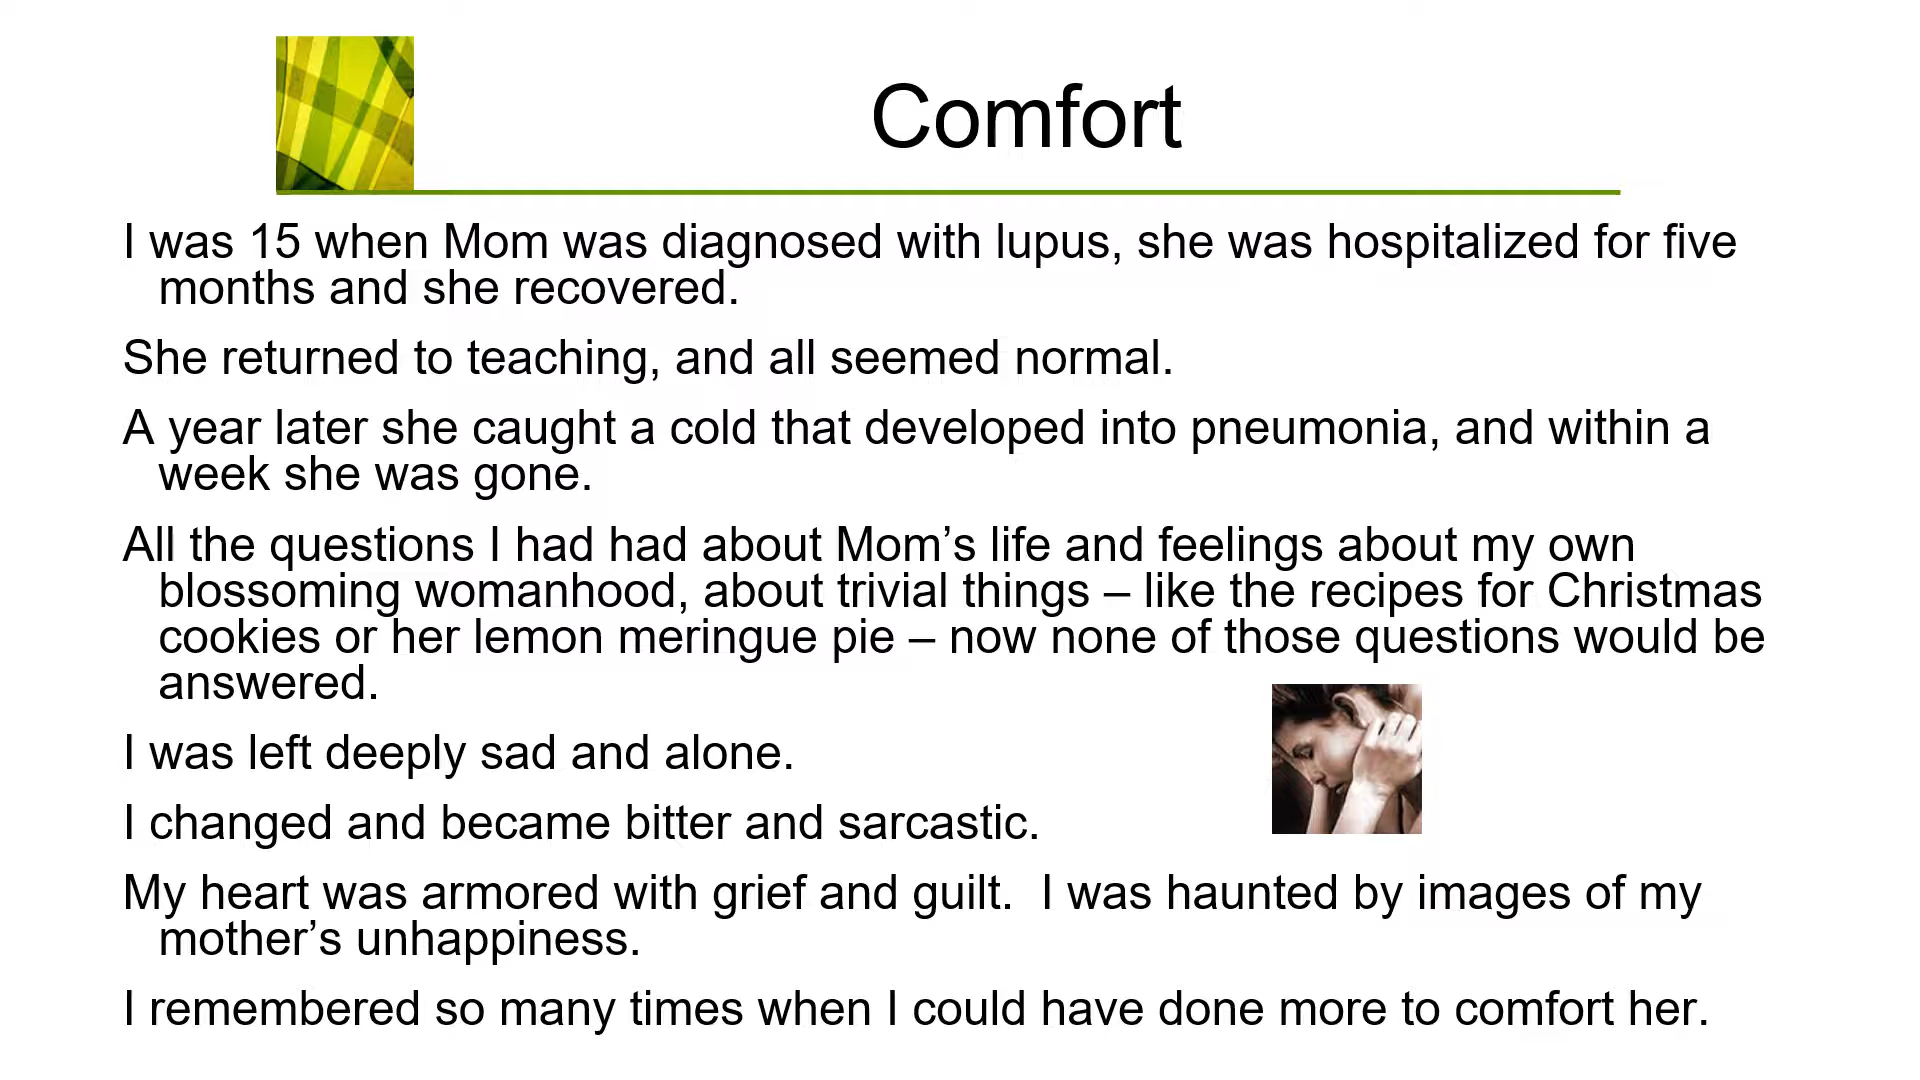 Comfort
I was 15 when Mom was diagnosed with lupus, she was hospitalized for five
months and she recovered.
She returned to teaching, and all seemed normal.
A year later she caught a cold that developed into pneumonia, and within a
week she was gone.
All the questions I had had about Mom’s life and feelings about my own
blossoming womanhood, about trivial things – like the recipes for Christmas
cookies or her lemon meringue pie – now none of those questions would be
answered.
I was left deeply sad and alone.
I changed and became bitter and sarcastic.
My heart was armored with grief and guilt.  I was haunted by images of my
mother’s unhappiness.
I remembered so many times when I could have done more to comfort her.